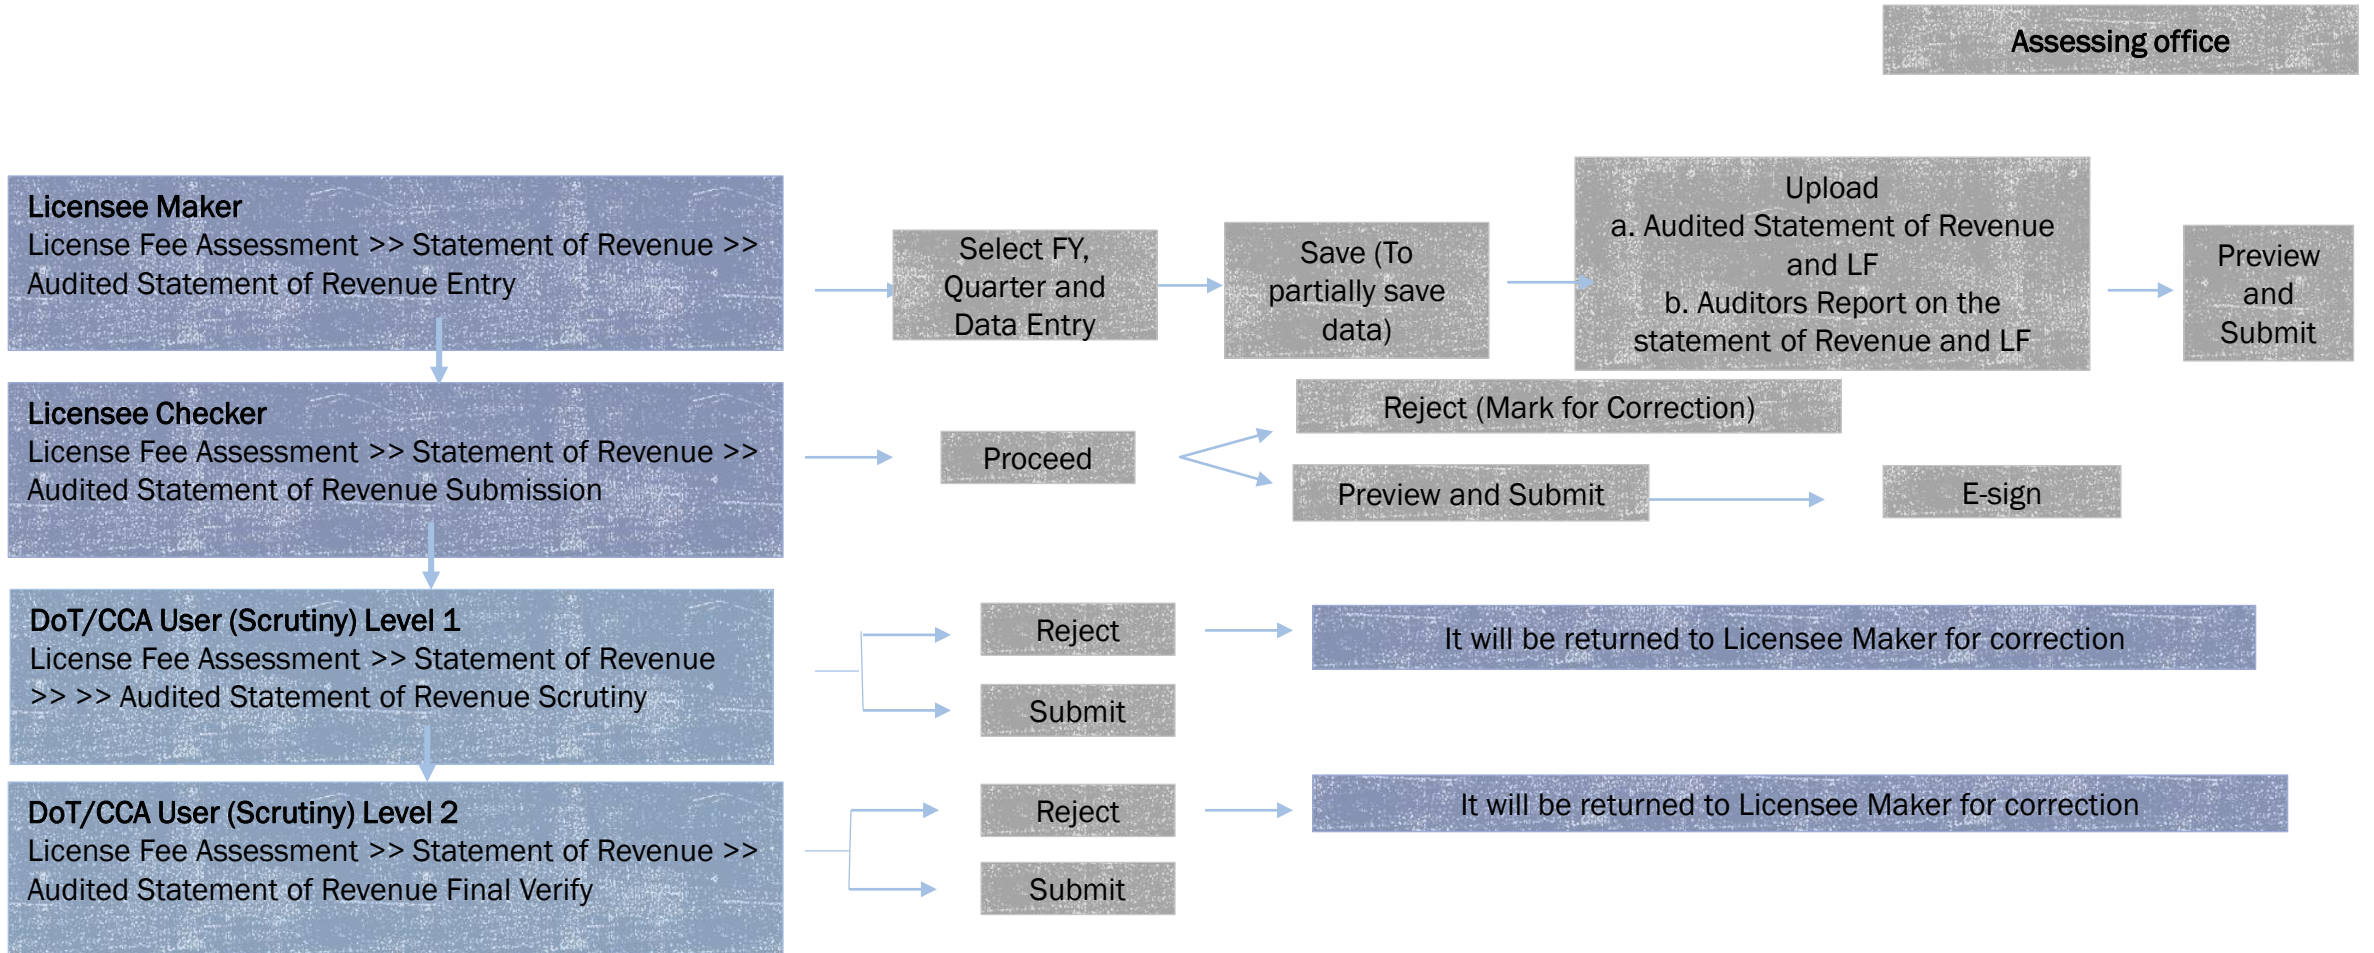 Assessing office
Licensee Maker
License Fee Assessment >> Statement of Revenue >>
Audited Statement of Revenue Entry
Select FY,
Quarter and
Data Entry
Save (To
partially save
data)
Upload
a. Audited Statement of Revenue
and LF
b. Auditors Report on the
statement of Revenue and LF
Preview
and
Submit
Licensee Checker
License Fee Assessment >> Statement of Revenue >>
Audited Statement of Revenue Submission
Proceed
Reject (Mark for Correction)
Preview and Submit
E-sign
DoT/CCA User (Scrutiny) Level 1
License Fee Assessment >> Statement of Revenue
>> >> Audited Statement of Revenue Scrutiny
Reject
It will be returned to Licensee Maker for correction
Submit
DoT/CCA User (Scrutiny) Level 2
License Fee Assessment >> Statement of Revenue >>
Audited Statement of Revenue Final Verify
Reject
It will be returned to Licensee Maker for correction
Submit